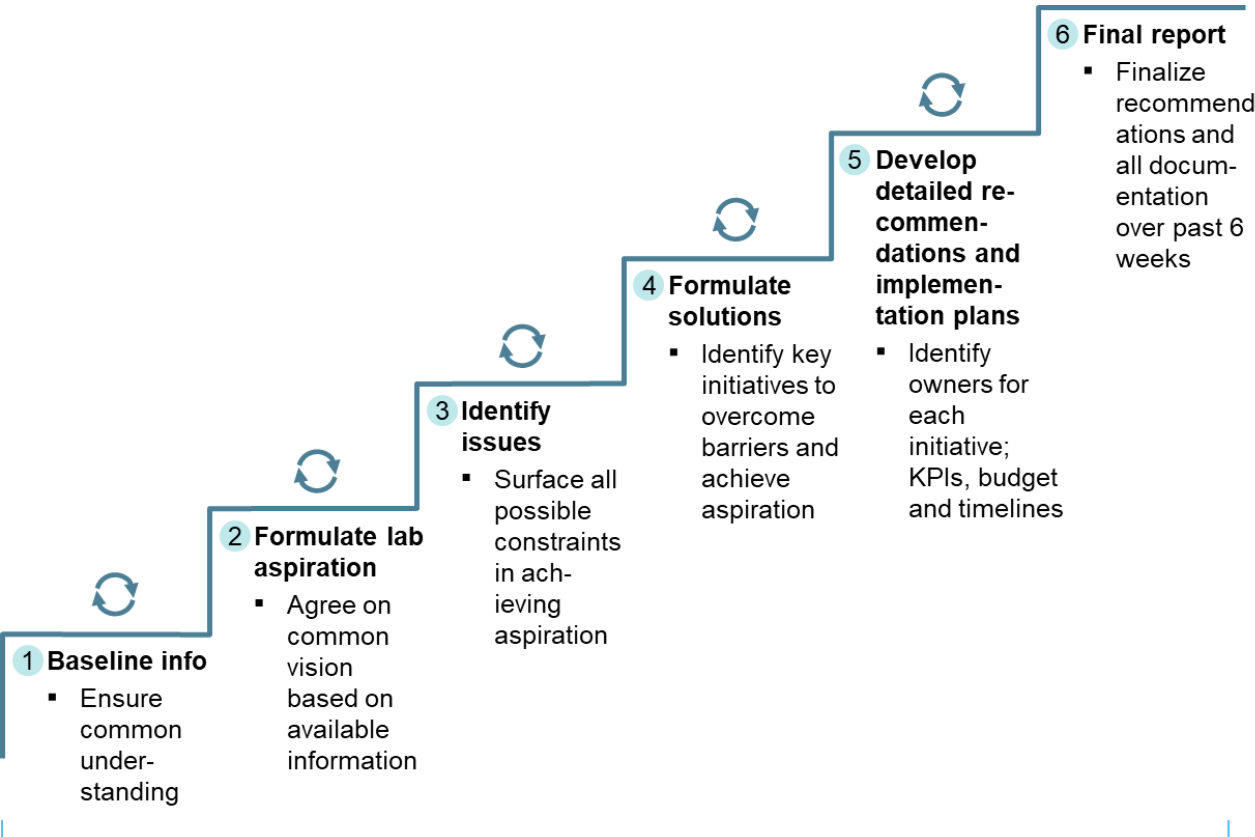 1 Baseline info
▪ Ensure
common
under-
standing
2 Formulate lab
aspiration
▪ Agree on
common
vision
based on
available
information
3 Identify
issues
▪ Surface all
possible
constraints
in ach-
ieving
aspiration
4 Formulate
solutions
▪ Identify key
initiatives to
overcome
barriers and
achieve
aspiration
5 Develop
detailed re-
commen-
dations and
implemen-
tation plans
▪ Identify
owners for
each
initiative;
KPIs, budget
and timelines
6 Final report
▪ Finalize
recommend
ations and
all docum-
entation
over past 6
weeks